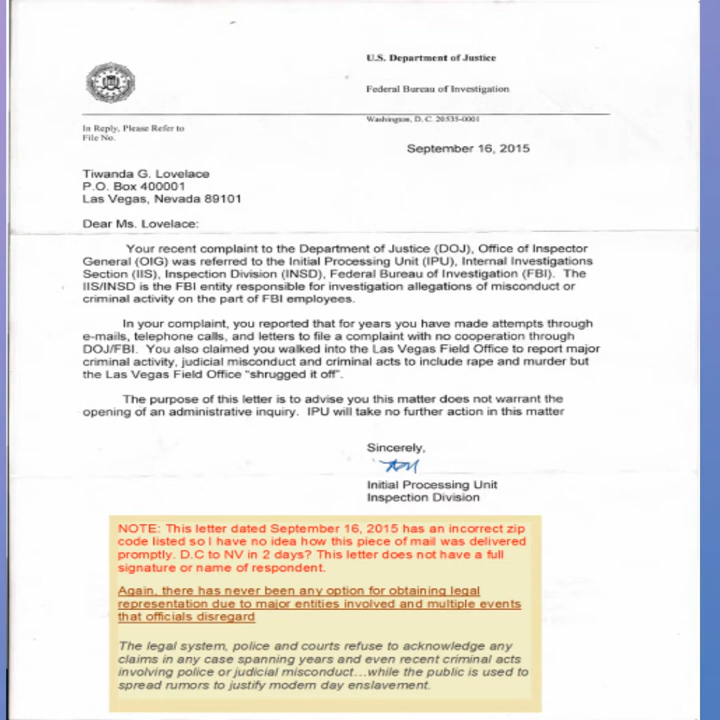 U.S. Department of Justice
Federal Bureau of Investigation
Washington, D. C. 20535-0001
In Reply, Please Refer to
File No.
September 16, 2015
Tiwanda G. Lovelace
P.O. Box 400001
Las Vegas, Nevada 89101
Dear Ms. Lovelace:
Your recent complaint to the Department of Justice (DOJ), Office of Inspector
General (OIG) was referred to the Initial Processing Unit (IPU), Internal Investigations
Section (IIS), Inspection Division (INSD), Federal Bureau of Investigation (FBI). The
IIS/INSD is the FBI entity responsible for investigation allegations of misconduct or
criminal activity on the part of FBI employees.
In your complaint, you reported that for years you have made attempts through
e-mails, telephone calls, and letters to file a complaint with no cooperation through
DOJ/FBI. You also claimed you walked into the Las Vegas Field Office to report major
criminal activity, judicial misconduct and criminal acts to include rape and murder but
the Las Vegas Field Office "shrugged it off".
The purpose of this letter is to advise you this matter does not warrant the
opening of an administrative inquiry. IPU will take no further action in this matter
Sincerely,
Initial Processing Unit
Inspection Division
NOTE: This letter dated September 16, 2015 has an incorrect zip
code listed so I have no idea how this piece of mail was delivered
promptly. D.C to NV in 2 days? This letter does not have a full
signature or name of respondent.
Again, there has never been any option for obtaining legal
representation due to major entities involved and multiple events
that officials disregard
The legal system, police and courts refuse to acknowledge any
claims in any case spanning years and even recent criminal acts
involving police or judicial misconduct...while the public is used to
spread rumors to justify modern day enslavement.